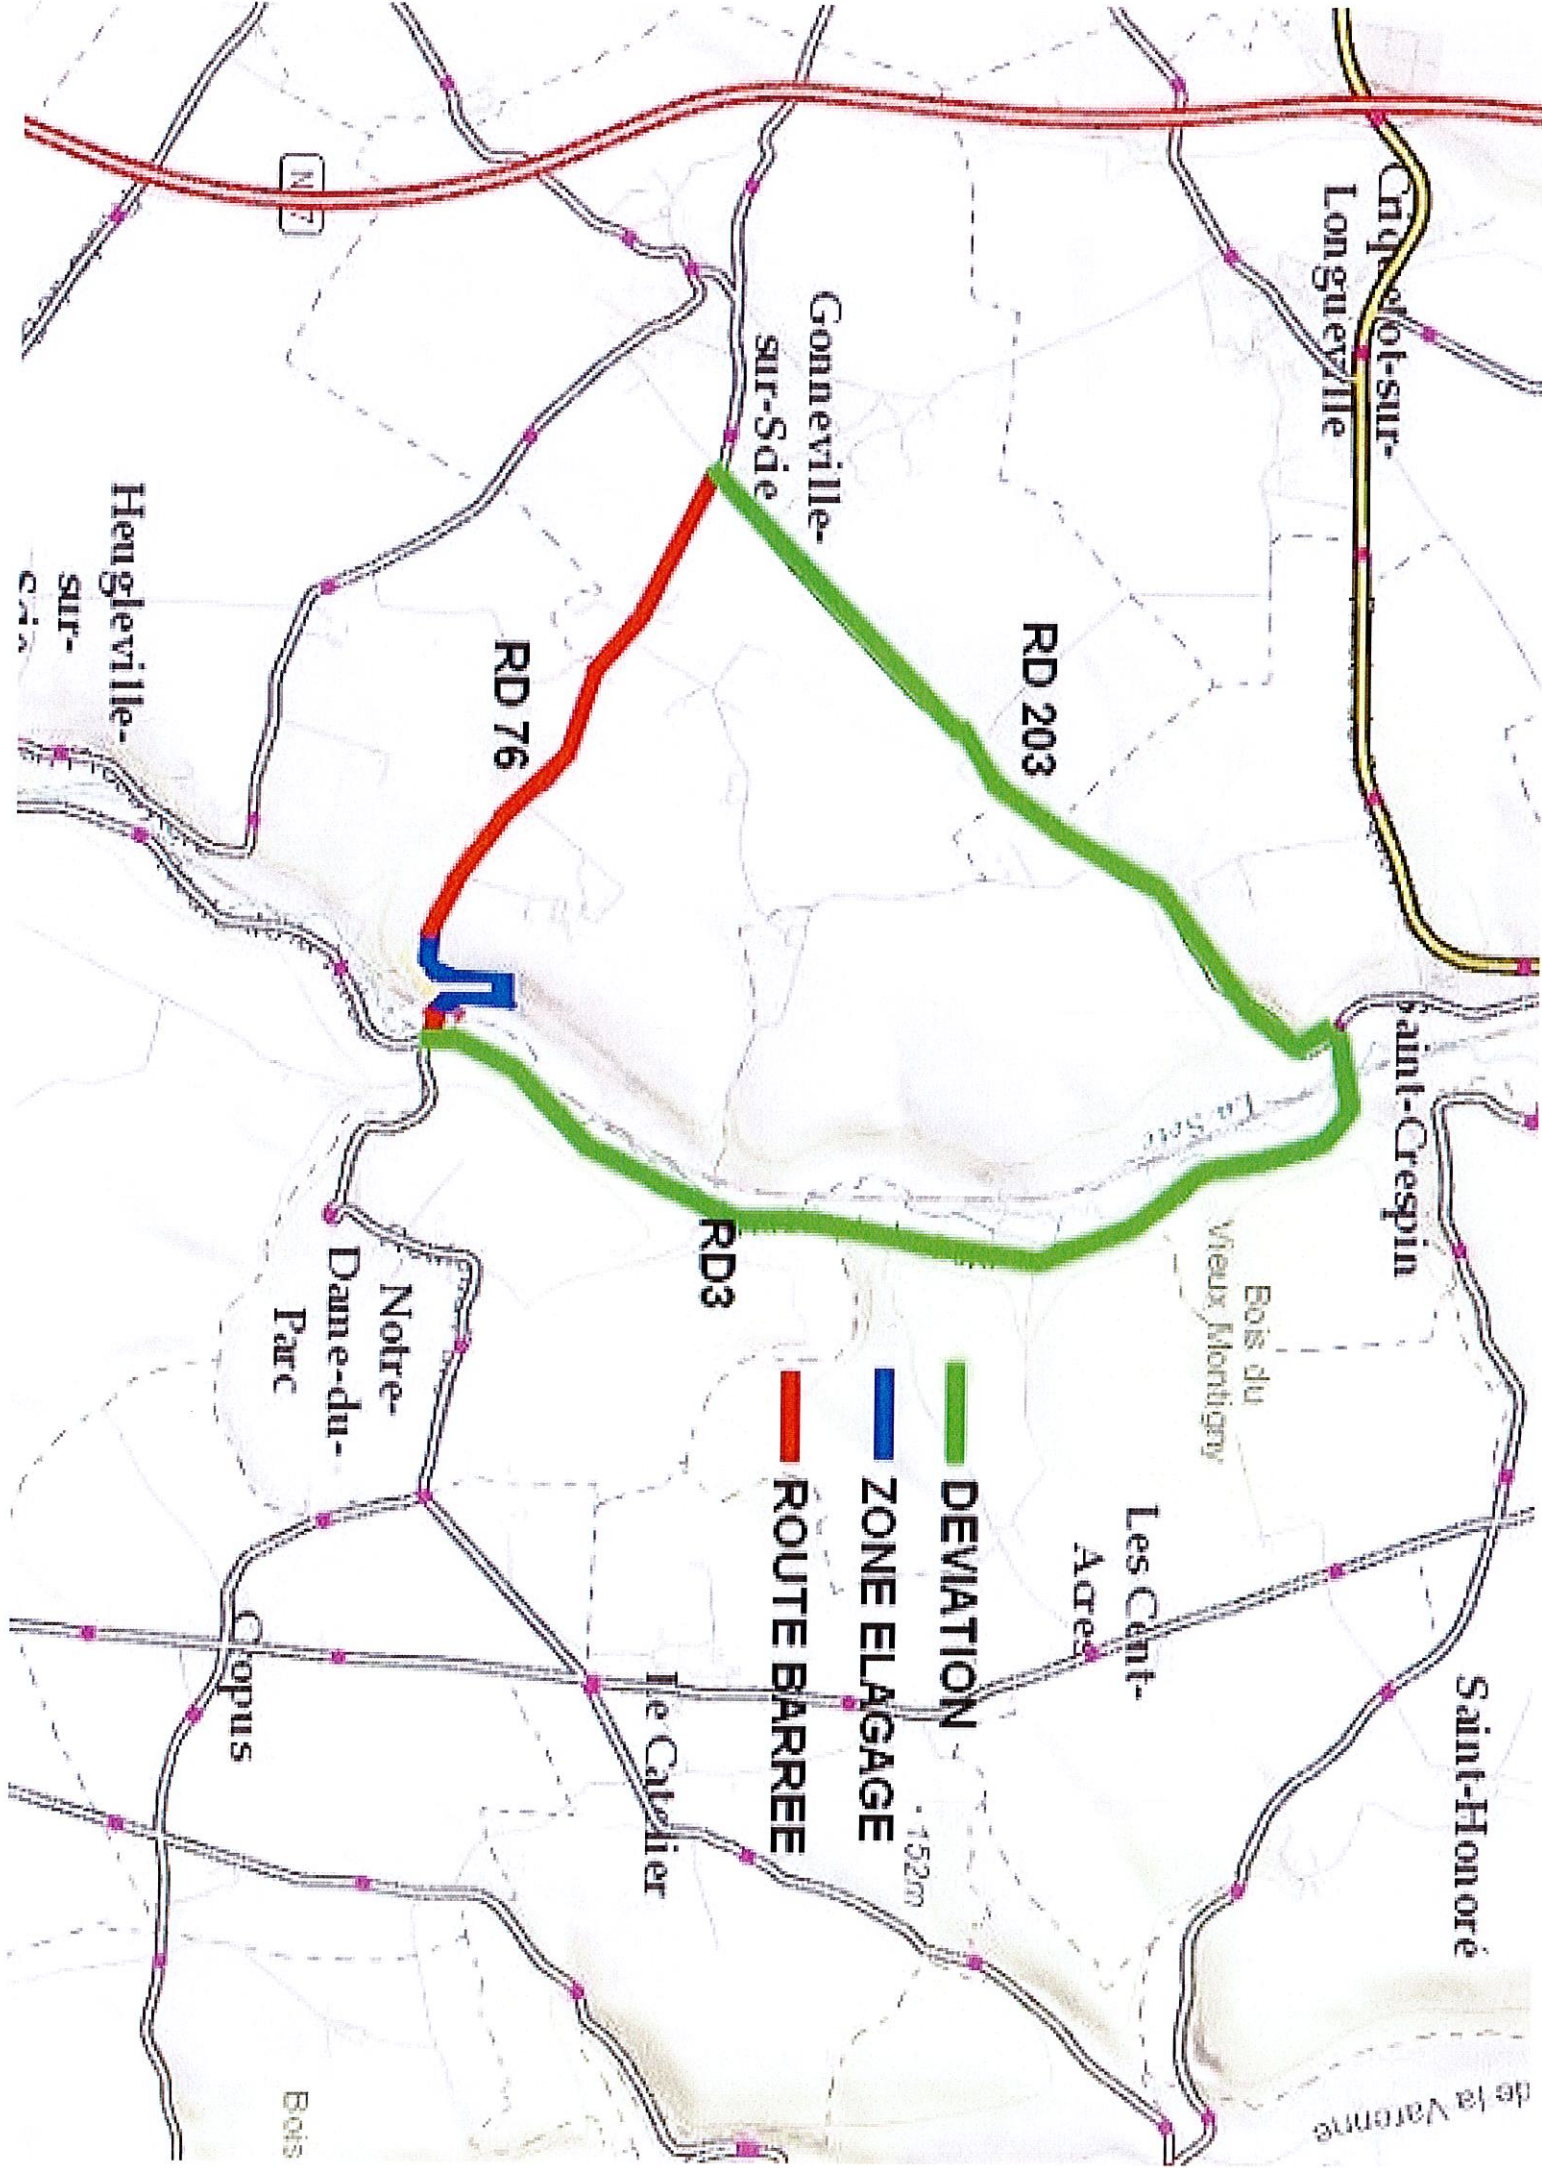 Saint-Honoré
de la Varenne
Criquetot-sur-
Longueville
Saint-Crespin
Bois du
Vieux Montigny
Les Cent-
Acres
La Scie
RD 203
DEVIATION
152m
ZONE ELAGAGE
Gonneville-
sur-Scie
ROUTE BARREE
RD3
Le Catelier
RD 76
Notre-
Dame-du-
Parc
N27
Bois
Copus
Heugleville-
sur-